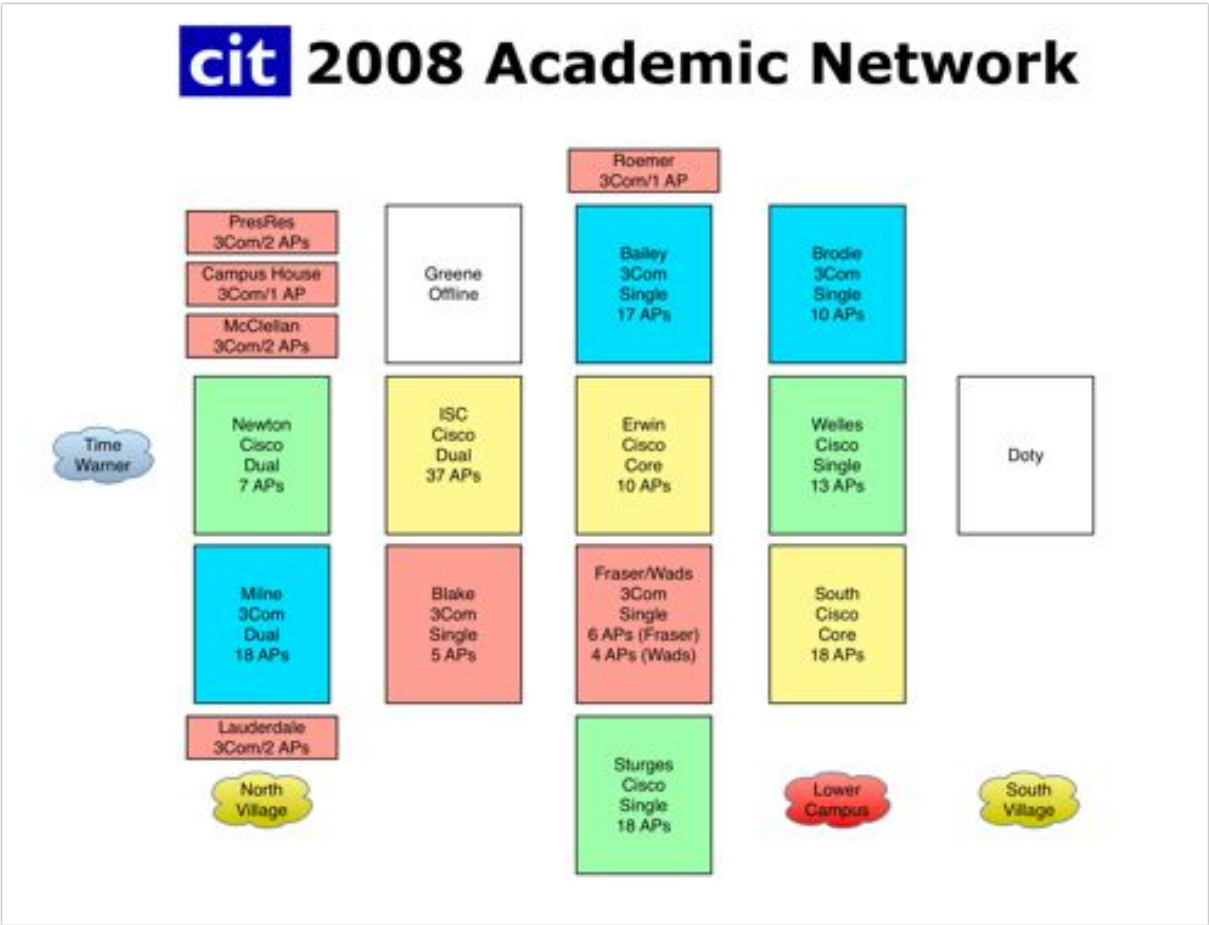 cit 2008 Academic Network
Roemer
3Com/1 AP
PresRes
3Com/2 APs
Campus House
3Com/1 AP
McClellan
3Com/2 APs
Greene
Offline
Bailey
3Com
Single
17 APs
Brodie
3Com
Single
10 APs
Time
Warner
Newton
Cisco
Dual
7 APs
ISC
Cisco
Dual
37 APs
Erwin
Cisco
Core
10 APs
Welles
Cisco
Single
13 APs
Doty
Milne
3Com
Dual
18 APs
Blake
3Com
Single
5 APs
Fraser/Wads
3Com
Single
6 APs (Fraser)
4 APs (Wads)
South
Cisco
Core
18 APs
Lauderdale
3Com/2 APs
North
Village
Sturges
Cisco
Single
18 APs
Lower
Campus
South
Village